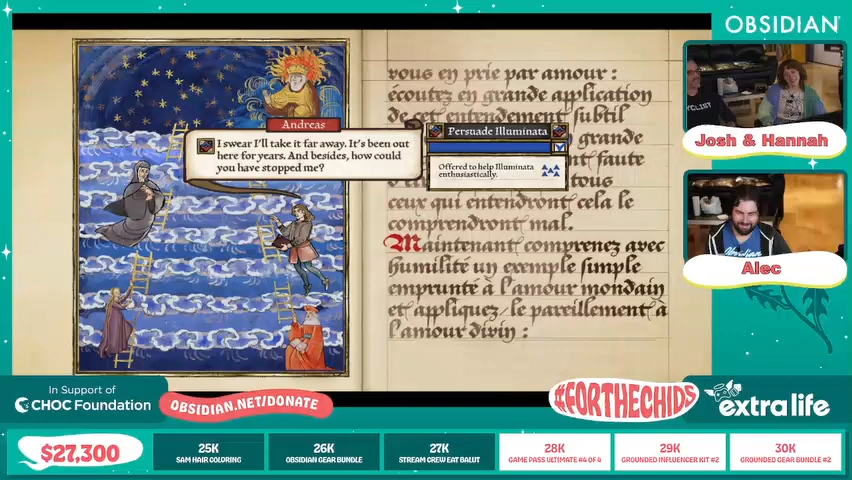 OBSIDIAN
vous en prie par amour :
écoutez en grande application
de cet entendement subtil
grande
faute
tous
ceux qui entendront cela le
comprendront mal.
Maintenant comprenez avec
humilité un exemple simple
emprunté à l'amour mondain
et appliquez-le pareillement à
l'amour divin :
Andreas
I swear I'll take it far away. It's been out
here for years. And besides, how could
you have stopped me?
Persuade Illuminata
Offered to help Illuminata
enthusiastically.
Josh & Hannah
Alec
In Support of
CHOC Foundation
OBSIDIAN.NET/DONATE
#FORTHECHIDS
extralife
$27,300
25K
SAM HAIR COLORING
26K
OBSIDIAN GEAR BUNDLE
27K
STREAM CREW EAT BALUT
28K
GAME PASS ULTIMATE #4 OF 4
29K
GROUNDED INFLUENCER KIT #2
30K
GROUNDED GEAR BUNDLE #2